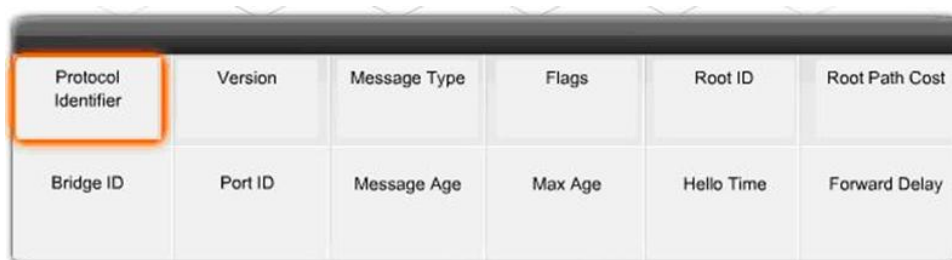 Protocol Identifier
Version
Message Type
Flags
Root ID
Root Path Cost
Bridge ID
Port ID
Message Age
Max Age
Hello Time
Forward Delay